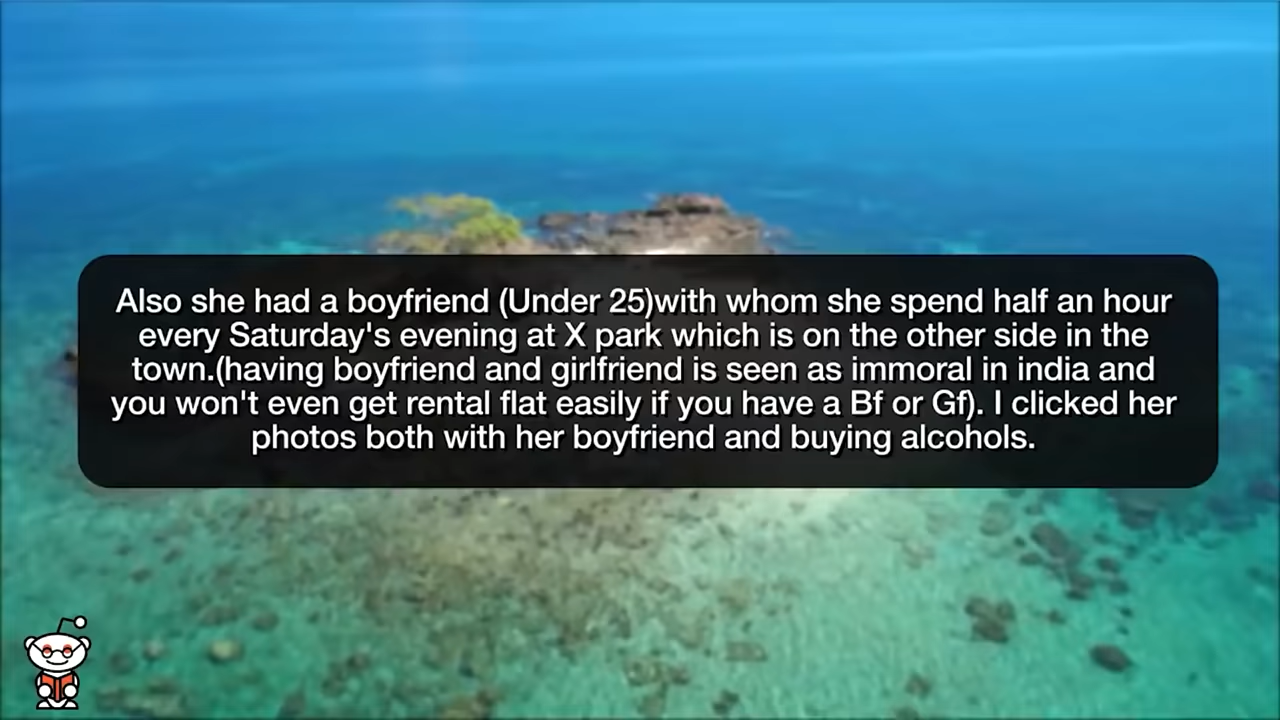 Also she had a boyfriend (Under 25)with whom she spend half an hour
every Saturday's evening at X park which is on the other side in the
town.(having boyfriend and girlfriend is seen as immoral in india and
you won't even get rental flat easily if you have a Bf or Gf). I clicked her
photos both with her boyfriend and buying alcohols.